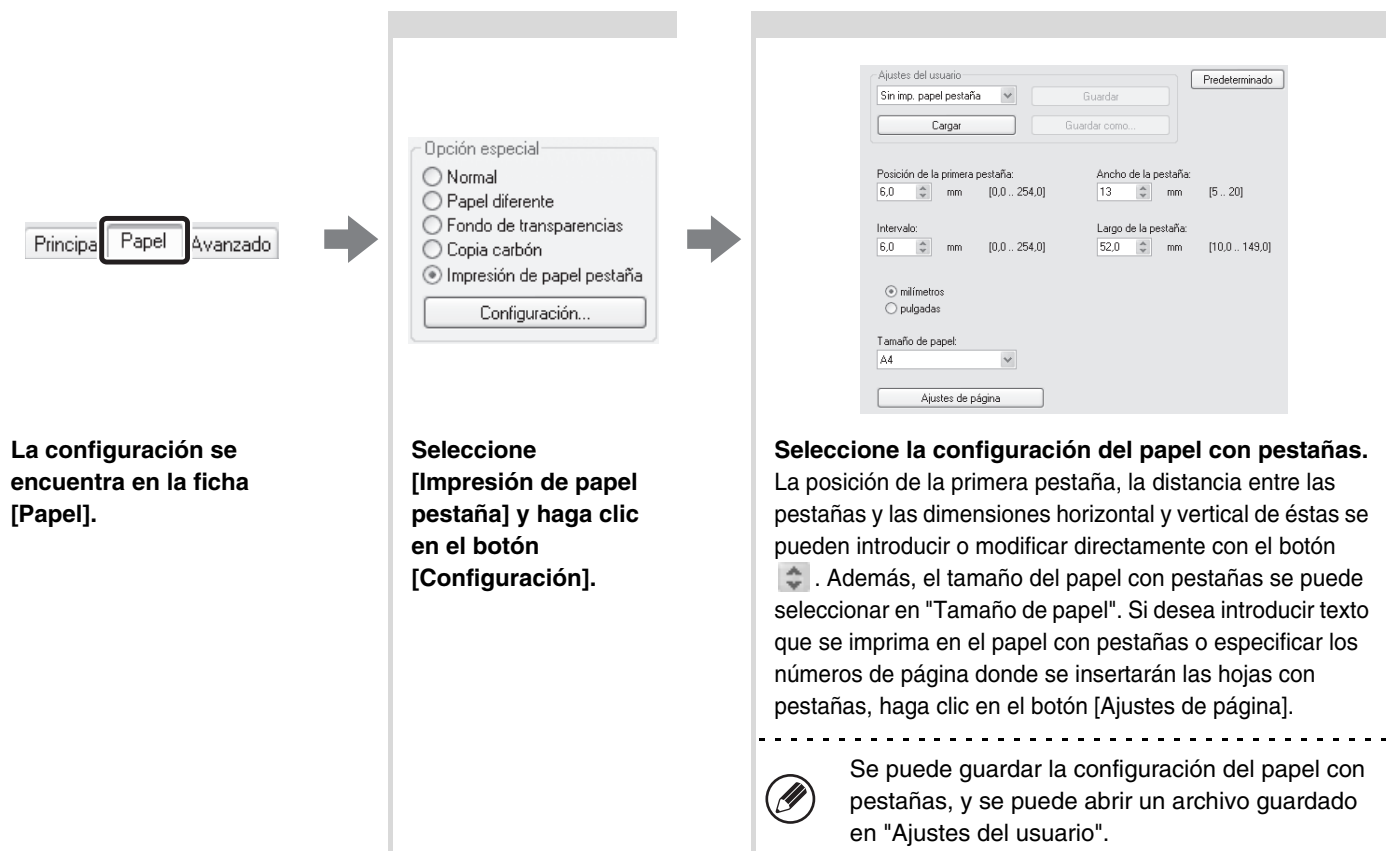 Principa
Papel
Avanzado
La configuración se
encuentra en la ficha
[Papel].
Opción especial
Normal
Papel diferente
Fondo de transparencias
Copia carbón
Impresión de papel pestaña
Configuración...
Seleccione
[Impresión de papel
pestaña] y haga clic
en el botón
[Configuración].
Ajustes del usuario
Sin imp. papel pestaña
Guardar
Predeterminado
Cargar
Guardar como...
Posición de la primera pestaña:
6,0 mm [0,0 .. 254,0]
Ancho de la pestaña:
13 mm [5 .. 20]
Intervalo:
6,0 mm [0,0 .. 254,0]
Largo de la pestaña:
52,0 mm [10,0 .. 149,0]
milímetros
pulgadas
Tamaño de papel:
A4
Ajustes de página
Seleccione la configuración del papel con pestañas.
La posición de la primera pestaña, la distancia entre las
pestañas y las dimensiones horizontal y vertical de éstas se
pueden introducir o modificar directamente con el botón
. Además, el tamaño del papel con pestañas se puede
seleccionar en "Tamaño de papel". Si desea introducir texto
que se imprima en el papel con pestañas o especificar los
números de página donde se insertarán las hojas con
pestañas, haga clic en el botón [Ajustes de página].
Se puede guardar la configuración del papel con
pestañas, y se puede abrir un archivo guardado
en "Ajustes del usuario".